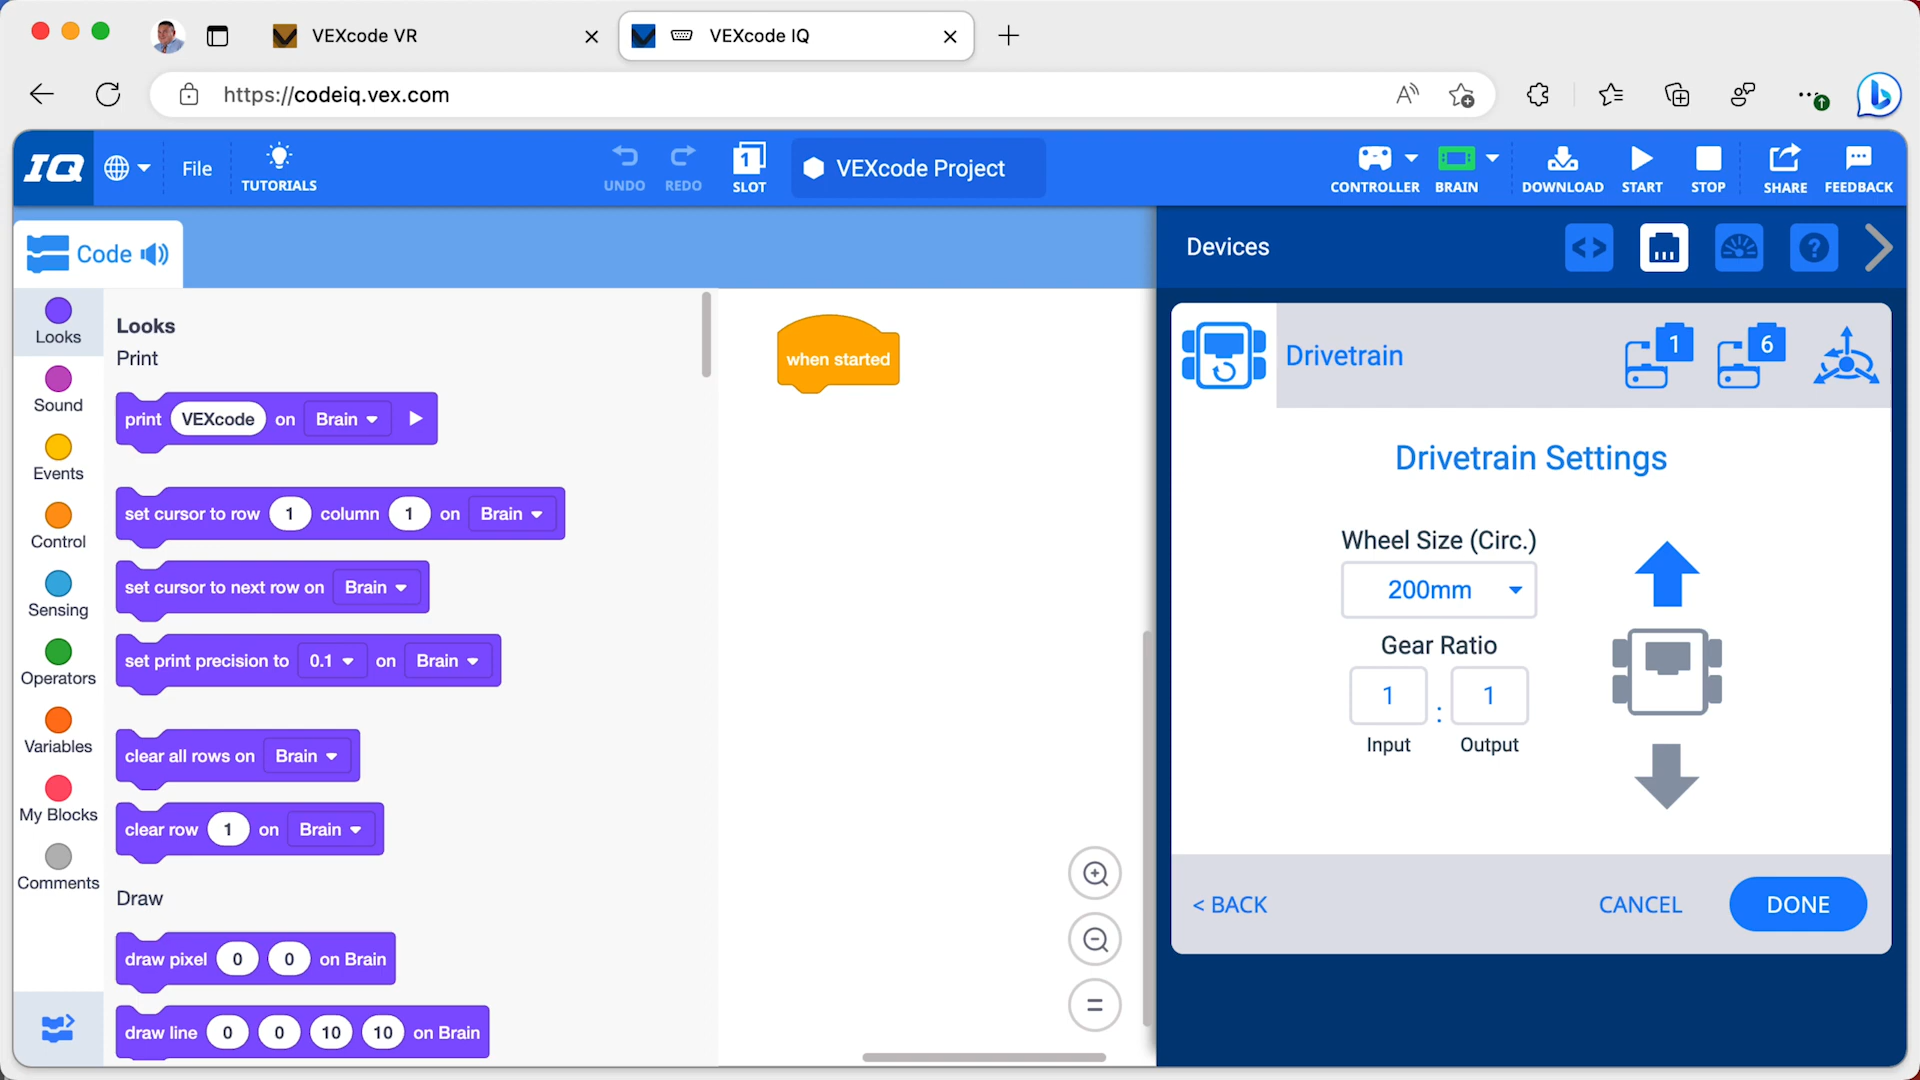 VEXcode VR
VEXcode IQ
https://codeiq.vex.com
IQ
File
TUTORIALS
UNDO
REDO
1
SLOT
VEXcode Project
CONTROLLER
BRAIN
DOWNLOAD
START
STOP
SHARE
FEEDBACK
Code
Devices
Looks
Sound
Events
Control
Sensing
Operators
Variables
My Blocks
Comments
Looks
Print
print VEXcode on Brain
set cursor to row 1 column 1 on Brain
set cursor to next row on Brain
set print precision to 0.1 on Brain
clear all rows on Brain
clear row 1 on Brain
Draw
draw pixel 0 0 on Brain
draw line 0 0 10 10 on Brain
when started
Drivetrain
1
6
Drivetrain Settings
Wheel Size (Circ.)
200mm
Gear Ratio
1 : 1
Input Output
< BACK
CANCEL
DONE